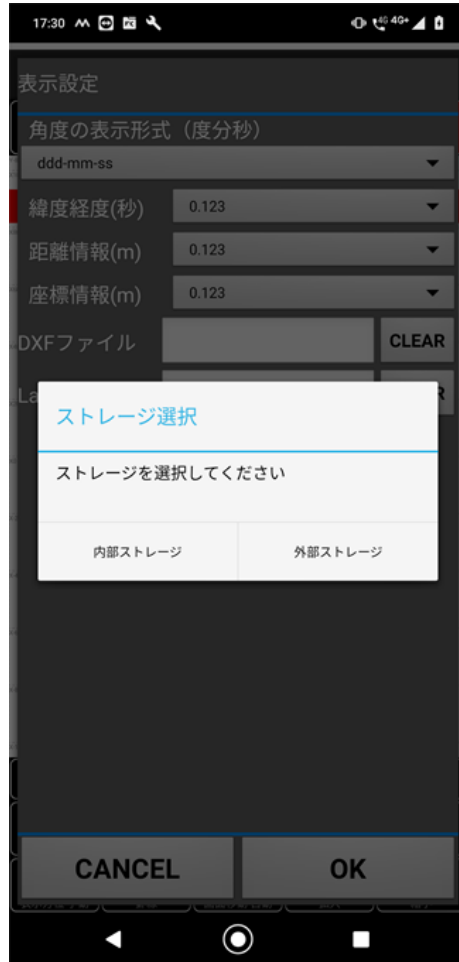 17:30
4G 4G+
表示設定
角度の表示形式（度分秒）
ddd-mm-ss
緯度経度(秒) 0.123
距離情報(m) 0.123
座標情報(m) 0.123
DXFファイル CLEAR
La R
ストレージ選択
ストレージを選択してください
内部ストレージ 外部ストレージ
CANCEL OK